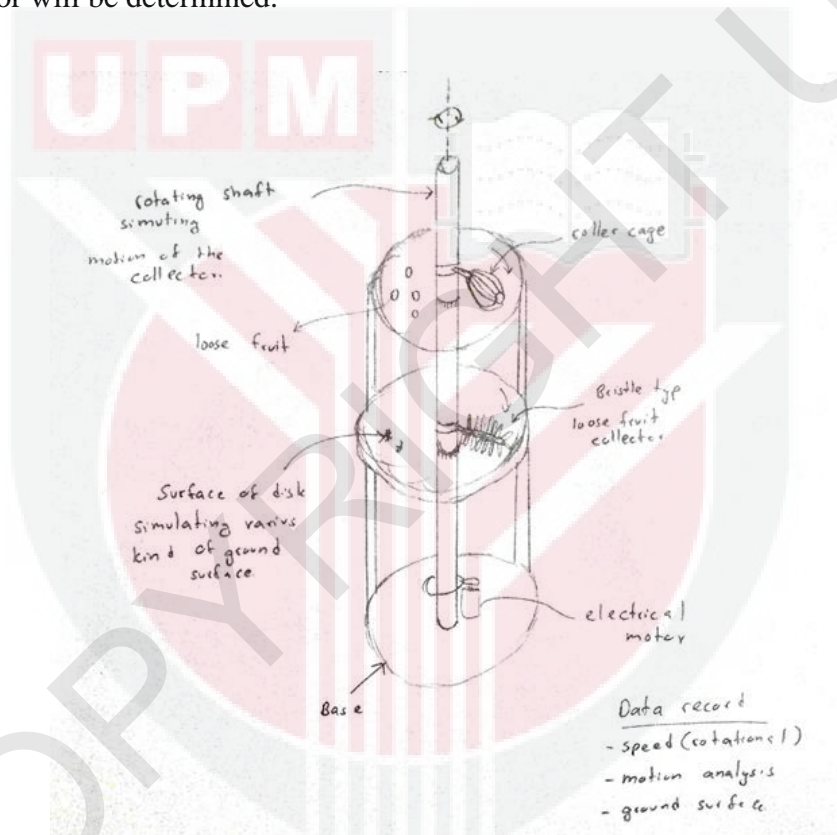 or will be determined.
UPM
rotating shaft
simuting
motion of the
collector.
roller cage
loose fruit
Bristle typ
loose fruit
collector
Surface of disk
simulating varius
kind of ground
surface.
electrical
motor
Base
Data record
- speed (rotational)
- motion analysis
- ground surface
COPYRIGHT U